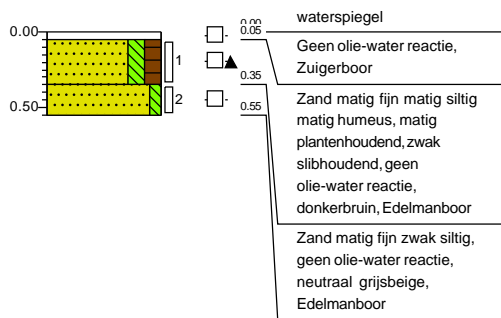 waterspiegel
0.00
0.00
0.05
Geen olie-water reactie,
Zuigerboor
1
0.35
Zand matig fijn matig siltig
matig humeus, matig
plantenhoudend, zwak
slibhoudend, geen
olie-water reactie,
donkerbruin, Edelmanboor
2
0.50
0.55
Zand matig fijn zwak siltig,
geen olie-water reactie,
neutraal grijsbeige,
Edelmanboor